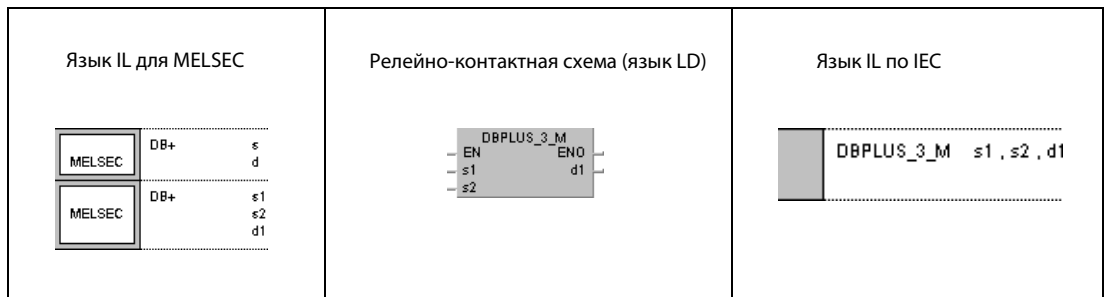 Язык IL для MELSEC
MELSEC DB+ s
d
MELSEC DB+ s1
s2
d1
Релейно-контактная схема (язык LD)
DBPLUS_3_M
EN ENO
s1 d1
s2
Язык IL по IEC
DBPLUS_3_M s1 , s2 , d1